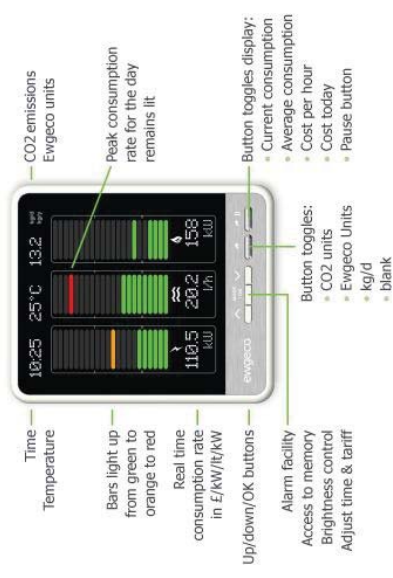 Time
Temperature
Bars light up
from green to
orange to red
Real time
consumption rate
in £/kW/lt/kW
Up/down/OK buttons
Alarm facility
Access to memory
Brightness control
Adjust time & tariff
10:25 25°C 13.2
110.5 20.2 158
kW l/h kW
ewgeco
CO2 emissions
Ewgeco units
Peak consumption
rate for the day
remains lit
Button toggles display:
• Current consumption
• Average consumption
• Cost per hour
• Cost today
• Pause button
Button toggles:
• CO2 units
• Ewgeco Units
• kg/d
• blank